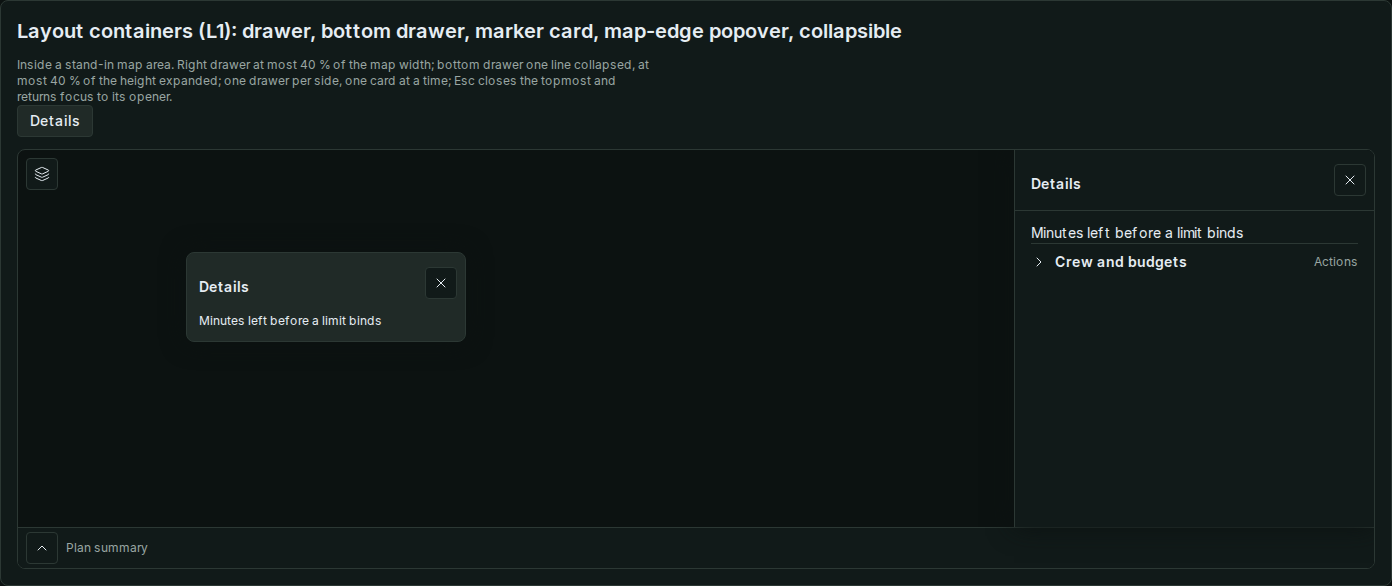 Layout containers (L1): drawer, bottom drawer, marker card, map-edge popover, collapsible
Inside a stand-in map area. Right drawer at most 40 % of the map width; bottom drawer one line collapsed, at
most 40 % of the height expanded; one drawer per side, one card at a time; Esc closes the topmost and
returns focus to its opener.
Details
Details
Minutes left before a limit binds
Crew and budgets Actions
Details
Minutes left before a limit binds
Plan summary